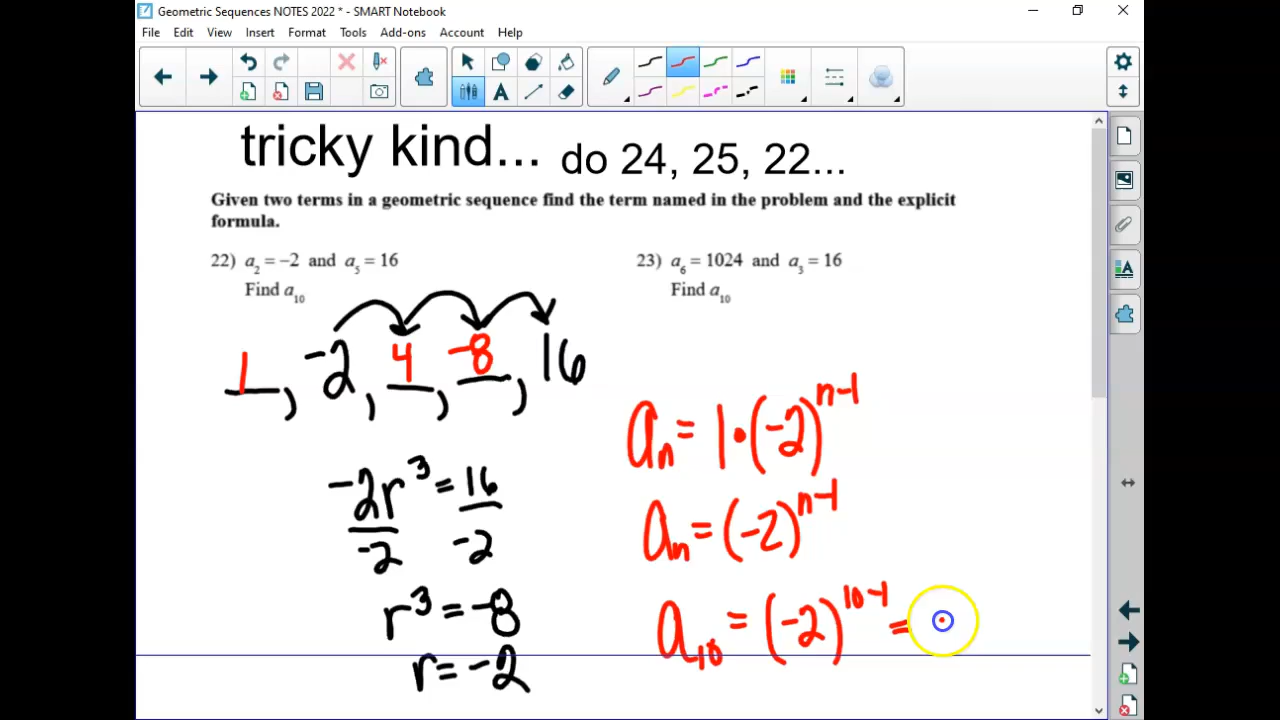 Geometric Sequences NOTES 2022 * - SMART Notebook
File Edit View Insert Format Tools Add-ons Account Help
tricky kind... do 24, 25, 22...
Given two terms in a geometric sequence find the term named in the problem and the explicit
formula.
22) a₂ = −2 and a₅ = 16
Find a₁₀
23) a₆ = 1024 and a₃ = 16
Find a₁₀
1, -2, 4, -8, 16
-2r³ = 16
-2 -2
r³ = -8
r = -2
aₙ = 1 • (-2)ⁿ⁻¹
aₙ = (-2)ⁿ⁻¹
a₁₀ = (-2)¹⁰⁻¹ =